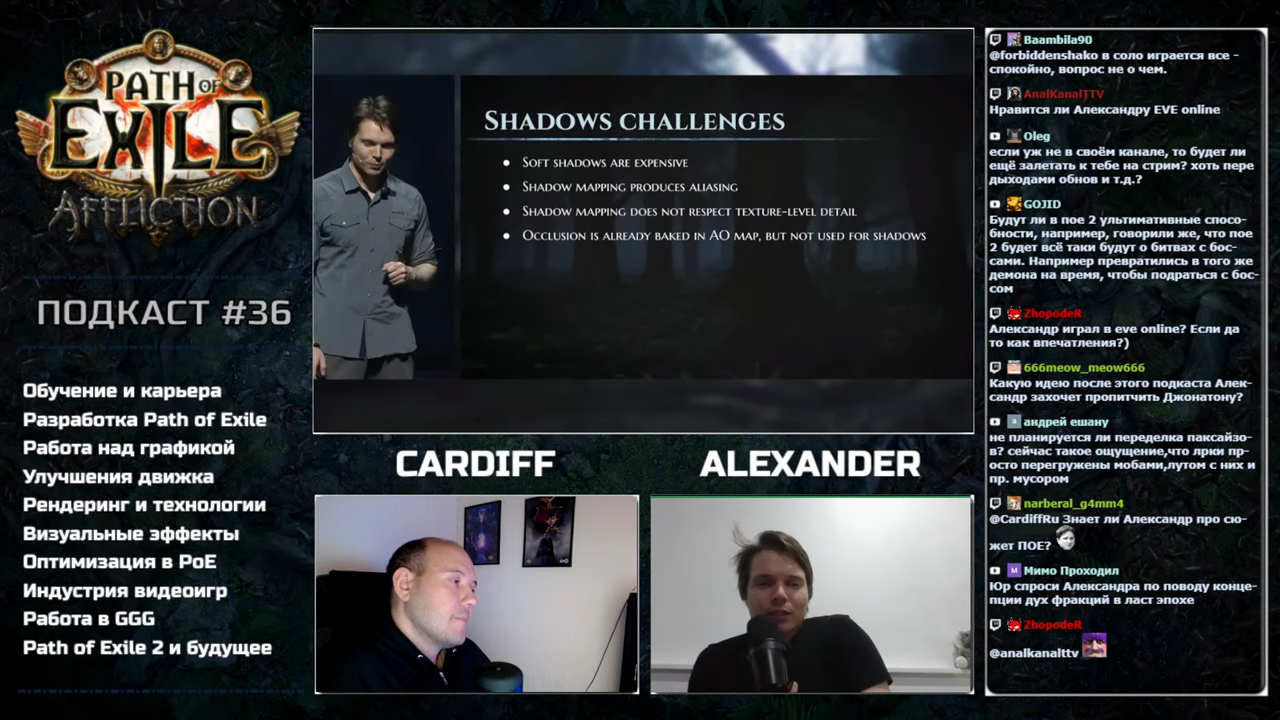 PATH OF
EXILE
AFFLICTION
ПОДКАСТ #36
Обучение и карьера
Разработка Path of Exile
Работа над графикой
Улучшения движка
Рендеринг и технологии
Визуальные эффекты
Оптимизация в PoE
Индустрия видеоигр
Работа в GGG
Path of Exile 2 и будущее
SHADOWS CHALLENGES
• SOFT SHADOWS ARE EXPENSIVE
• SHADOW MAPPING PRODUCES ALIASING
• SHADOW MAPPING DOES NOT RESPECT TEXTURE-LEVEL DETAIL
• OCCLUSION IS ALREADY BAKED IN AO MAP, BUT NOT USED FOR SHADOWS
CARDIFF
ALEXANDER
Baambila90
@forbiddenshako в соло играется все -
спокойно, вопрос не о чем.
AnalKanalTTV
Нравится ли Александру EVE online
Oleg
если уж не в своём канале, то будет ли
ещё залетать к тебе на стрим? хоть пере
дыходами обнов и т.д.?
GOJID
Будут ли в пое 2 ультимативные спосо-
бности, например, говорили же, что пое
2 будет всё таки будут о битвах с бос-
сами. Например превратились в того же
демона на время, чтобы подраться с бос-
сом
ZhopodeR
Александр играл в eve online? Если да
то как впечатления?)
666meow_meow666
Какую идею после этого подкаста Алек-
сандр захочет пропитчить Джонатону?
андрей ешану
не планируется ли переделка паксайзо-
в? сейчас такое ощущение,что ярки пр-
осто перегружены мобами,лутом с них и
пр. мусором
narberal_g4mm4
@CardiffRu Знает ли Александр про сю-
жет ПОЕ?
Мимо Проходил
Юр спроси Александра по поводу конце-
пции дух фракций в ласт эпохе
ZhopodeR
@analkanalttv